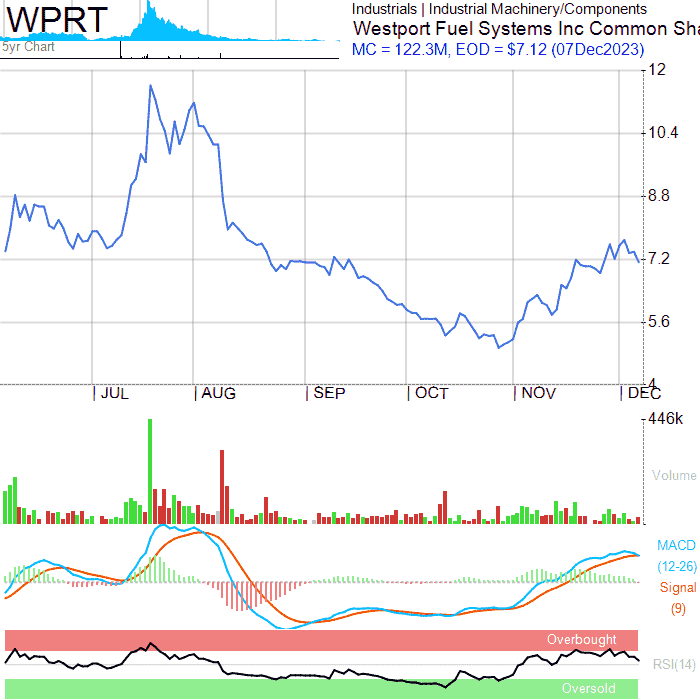 WPRT
5yr Chart
Industrials | Industrial Machinery/Components
Westport Fuel Systems Inc Common Sha
MC = 122.3M, EOD = $7.12 (07Dec2023)
12
10.4
8.8
7.2
5.6
4
JUL AUG SEP OCT NOV DEC
446k
Volume
MACD
(12-26)
Signal
(9)
Overbought
RSI(14)
Oversold